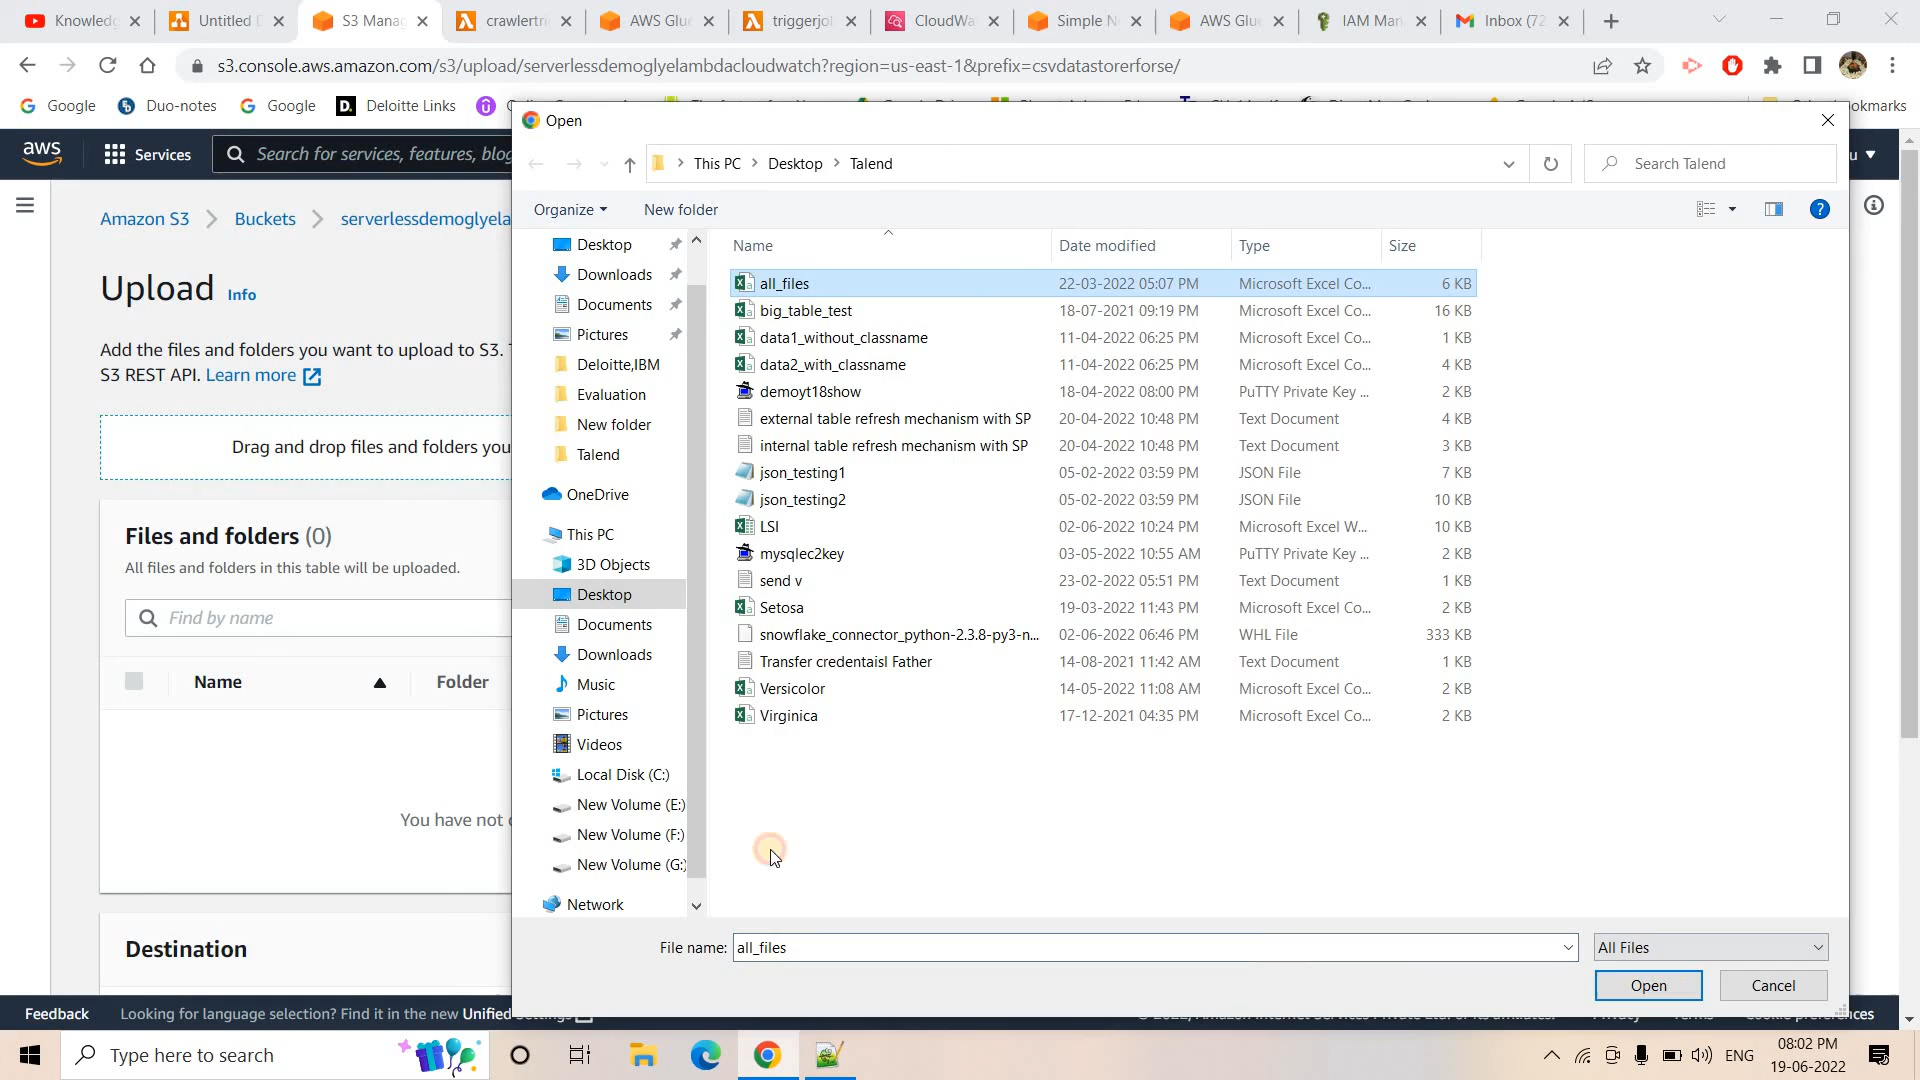 Knowledg
Untitled D
S3 Manag
crawlertri
AWS Glue
triggerjob
CloudWa
Simple N
AWS Glue
IAM Man
Inbox (72
s3.console.aws.amazon.com/s3/upload/serverlessdemoglyelambdacloudwatch?region=us-east-1&prefix=csvdatastorerforse/
Google
Duo-notes
Google
Deloitte Links
okmarks
aws
Services
Search for services, features, blog
Open
This PC
Desktop
Talend
Search Talend
Organize
New folder
Amazon S3
Buckets
serverlessdemoglyela
Upload
Info
Add the files and folders you want to upload to S3. T
S3 REST API. Learn more
Drag and drop files and folders you
Files and folders (0)
All files and folders in this table will be uploaded.
Find by name
Name
Folder
You have not c
Destination
Desktop
Downloads
Documents
Pictures
Deloitte,IBM
Evaluation
New folder
Talend
OneDrive
This PC
3D Objects
Desktop
Documents
Downloads
Music
Pictures
Videos
Local Disk (C:)
New Volume (E:)
New Volume (F:)
New Volume (G:)
Network
Name Date modified Type Size
all_files 22-03-2022 05:07 PM Microsoft Excel Co... 6 KB
big_table_test 18-07-2021 09:19 PM Microsoft Excel Co... 16 KB
data1_without_classname 11-04-2022 06:25 PM Microsoft Excel Co... 1 KB
data2_with_classname 11-04-2022 06:25 PM Microsoft Excel Co... 4 KB
demoyt18show 18-04-2022 08:00 PM PuTTY Private Key ... 2 KB
external table refresh mechanism with SP 20-04-2022 10:48 PM Text Document 4 KB
internal table refresh mechanism with SP 20-04-2022 10:48 PM Text Document 3 KB
json_testing1 05-02-2022 03:59 PM JSON File 7 KB
json_testing2 05-02-2022 03:59 PM JSON File 10 KB
LSI 02-06-2022 10:24 PM Microsoft Excel W... 10 KB
mysqlec2key 03-05-2022 10:55 AM PuTTY Private Key ... 2 KB
send v 23-02-2022 05:51 PM Text Document 1 KB
Setosa 19-03-2022 11:43 PM Microsoft Excel Co... 2 KB
snowflake_connector_python-2.3.8-py3-n... 02-06-2022 06:46 PM WHL File 333 KB
Transfer credentaisl Father 14-08-2021 11:42 AM Text Document 1 KB
Versicolor 14-05-2022 11:08 AM Microsoft Excel Co... 2 KB
Virginica 17-12-2021 04:35 PM Microsoft Excel Co... 2 KB
File name: all_files
All Files
Open
Cancel
Feedback
Looking for language selection? Find it in the new Unified
Type here to search
ENG
08:02 PM
19-06-2022